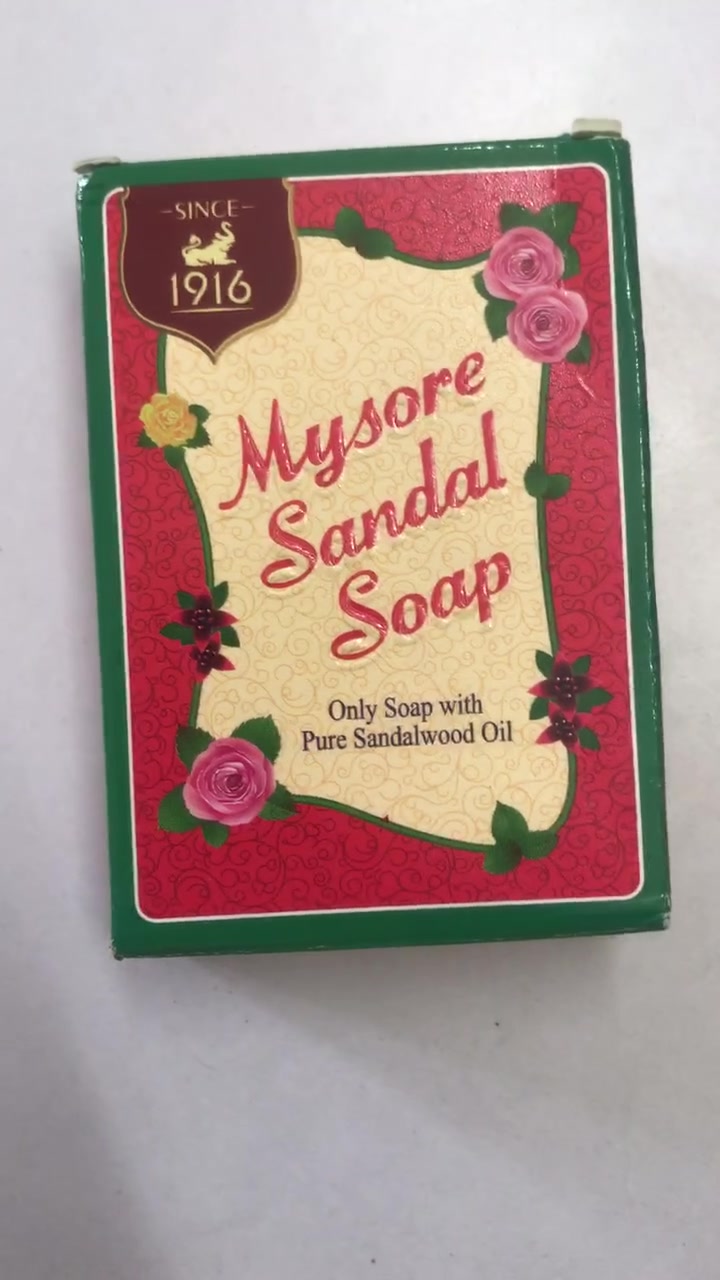 -SINCE-
1916
Mysore
Sandal
Soap
Only Soap with
Pure Sandalwood Oil